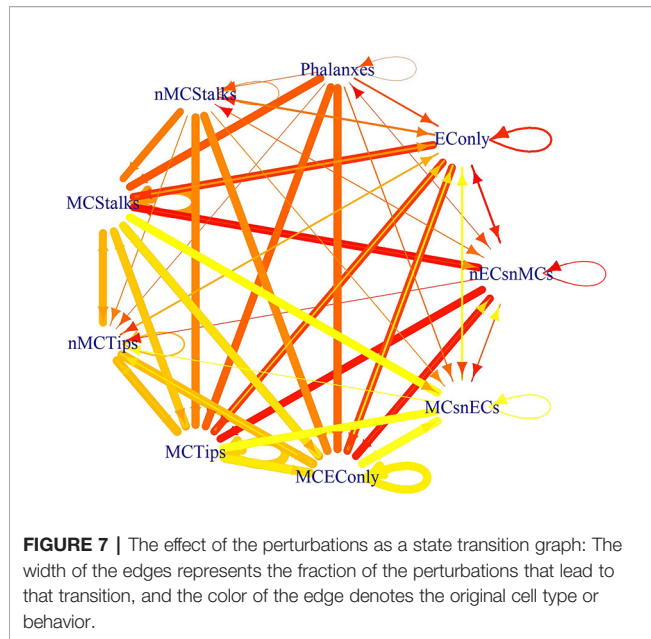 Phalanxes
nMCStalks
EConly
MCStalks
nECsnMCs
nMCTips
MCsnECs
MCTips
MCEConly
FIGURE 7 | The effect of the perturbations as a state transition graph: The
width of the edges represents the fraction of the perturbations that lead to
that transition, and the color of the edge denotes the original cell type or
behavior.